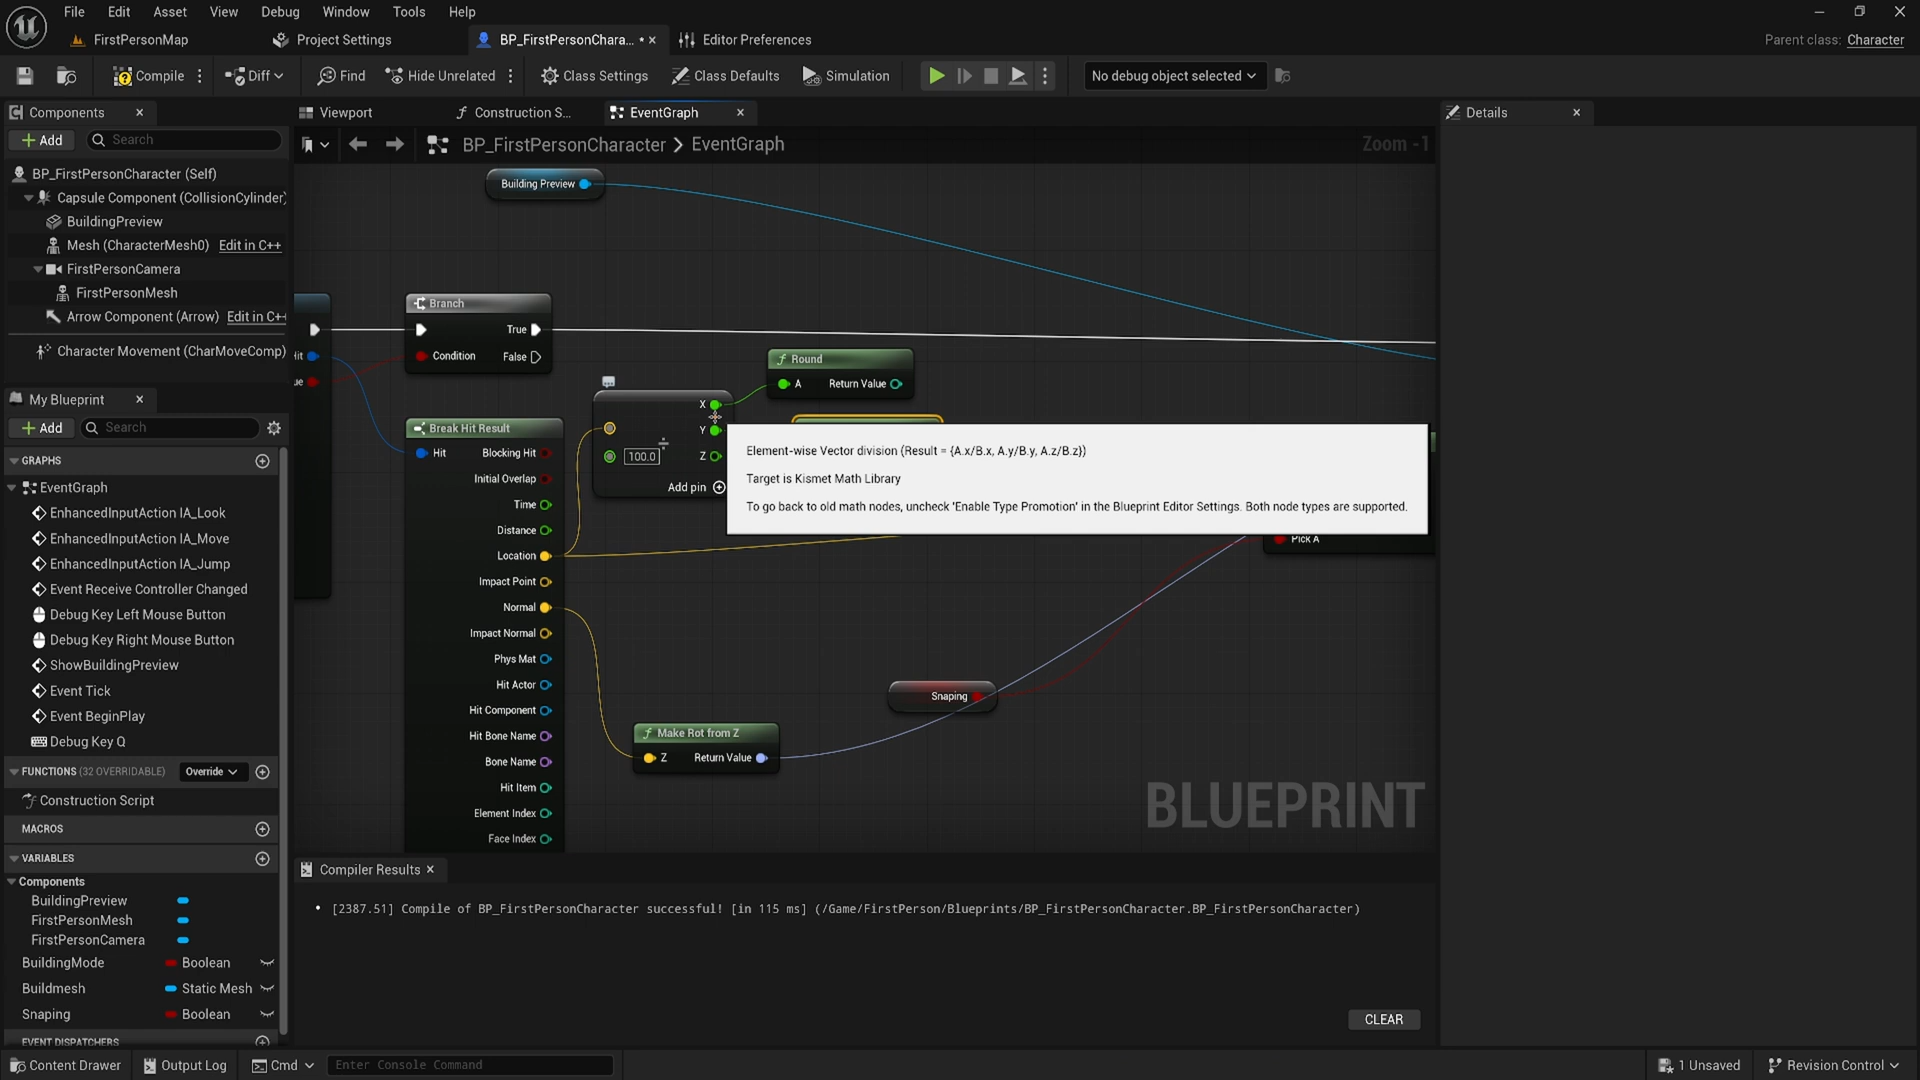 File Edit Asset View Debug Window Tools Help
FirstPersonMap
Project Settings
BP_FirstPersonChara... •
Editor Preferences
Parent class: Character
Compile
Diff
Find
Hide Unrelated
Class Settings
Class Defaults
Simulation
No debug object selected
Components
Viewport
Construction S...
EventGraph
Details
Add
Search
BP_FirstPersonCharacter > EventGraph
Zoom -1
BP_FirstPersonCharacter (Self)
Capsule Component (CollisionCylinder)
BuildingPreview
Mesh (CharacterMesh0) Edit in C++
FirstPersonCamera
FirstPersonMesh
Arrow Component (Arrow) Edit in C++
Character Movement (CharMoveComp)
My Blueprint
Add
Search
GRAPHS
EventGraph
EnhancedInputAction IA_Look
EnhancedInputAction IA_Move
EnhancedInputAction IA_Jump
Event Receive Controller Changed
Debug Key Left Mouse Button
Debug Key Right Mouse Button
ShowBuildingPreview
Event Tick
Event BeginPlay
Debug Key Q
FUNCTIONS (32 OVERRIDABLE) Override
Construction Script
MACROS
VARIABLES
Components
BuildingPreview
FirstPersonMesh
FirstPersonCamera
BuildingMode Boolean
Buildmesh Static Mesh
Snaping Boolean
EVENT DISPATCHERS
Building Preview
Branch
True
Condition False
Round
A Return Value
X
Y
100.0 Z
Add pin
Break Hit Result
Hit Blocking Hit
Initial Overlap
Time
Distance
Location
Impact Point
Normal
Impact Normal
Phys Mat
Hit Actor
Hit Component
Hit Bone Name
Bone Name
Hit Item
Element Index
Face Index
Element-wise Vector division (Result = {A.x/B.x, A.y/B.y, A.z/B.z})
Target is Kismet Math Library
To go back to old math nodes, uncheck 'Enable Type Promotion' in the Blueprint Editor Settings. Both node types are supported.
Pick A
Snaping
Make Rot from Z
Z Return Value
BLUEPRINT
Compiler Results
[2387.51] Compile of BP_FirstPersonCharacter successful! [in 115 ms] (/Game/FirstPerson/Blueprints/BP_FirstPersonCharacter.BP_FirstPersonCharacter)
CLEAR
Content Drawer
Output Log
Cmd
Enter Console Command
1 Unsaved
Revision Control